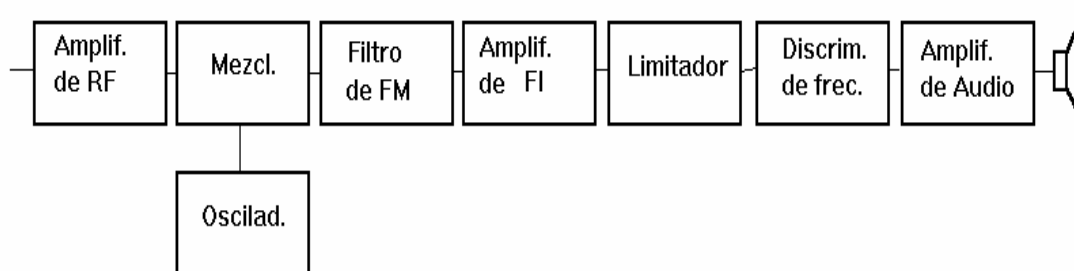 Amplif.
de RF
Mezcl.
Filtro
de FM
Amplif.
de FI
Limitador
Discrim.
de frec.
Amplif.
de Audio
Oscilad.